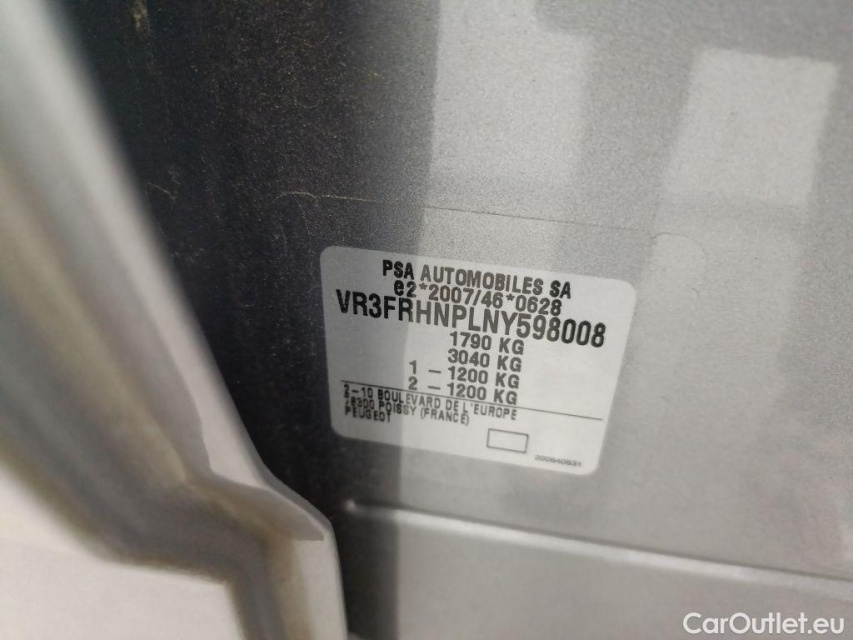 PSA AUTOMOBILES SA
e2*2007/46*0628
VR3FRHNPLNY598008
1790 KG
3040 KG
1 - 1200 KG
2 - 1200 KG
2-10 BOULEVARD DE L'EUROPE
78300 POISSY (FRANCE)
PEUGEOT
CarOutlet.eu